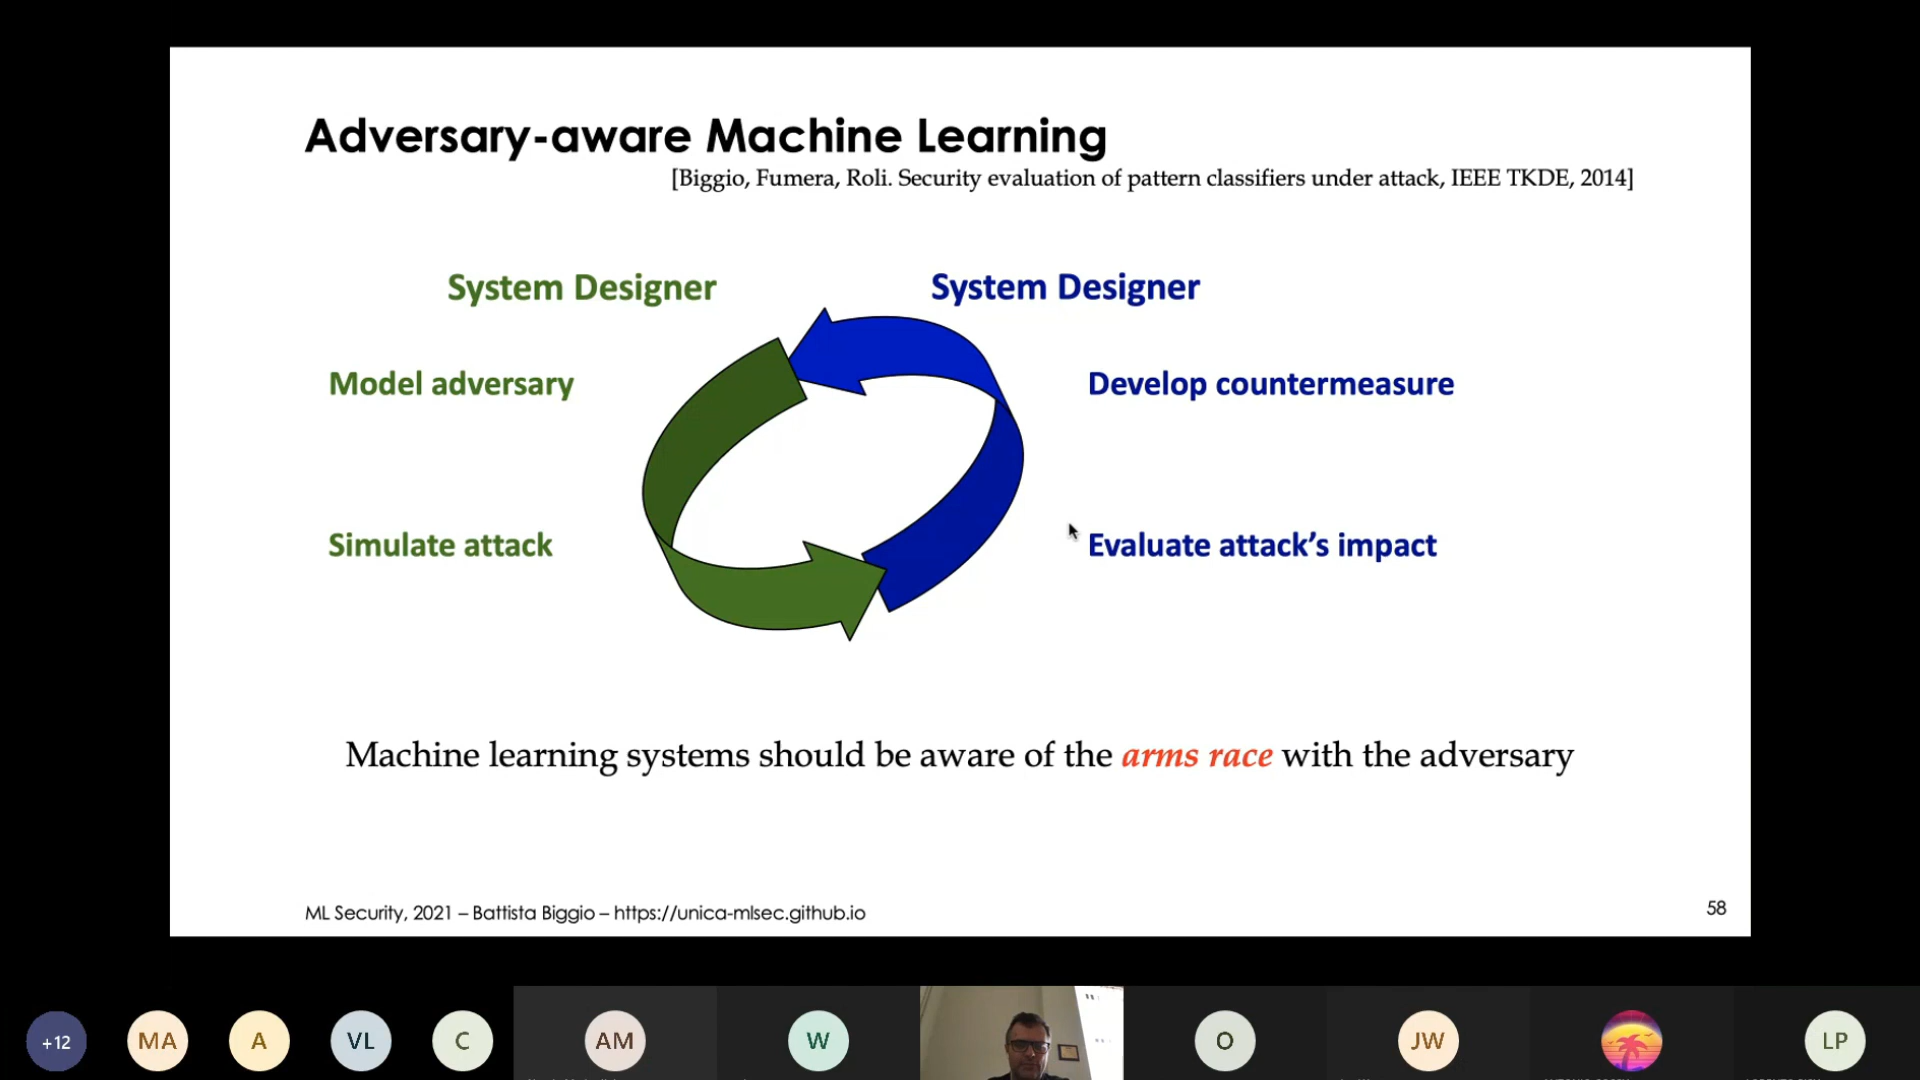 Adversary-aware Machine Learning
[Biggio, Fumera, Roli. Security evaluation of pattern classifiers under attack, IEEE TKDE, 2014]
System Designer
System Designer
Model adversary
Develop countermeasure
Simulate attack
Evaluate attack’s impact
Machine learning systems should be aware of the arms race with the adversary
ML Security, 2021 – Battista Biggio – https://unica-mlsec.github.io
58
+12
MA
A
VL
C
AM
W
O
JW
LP